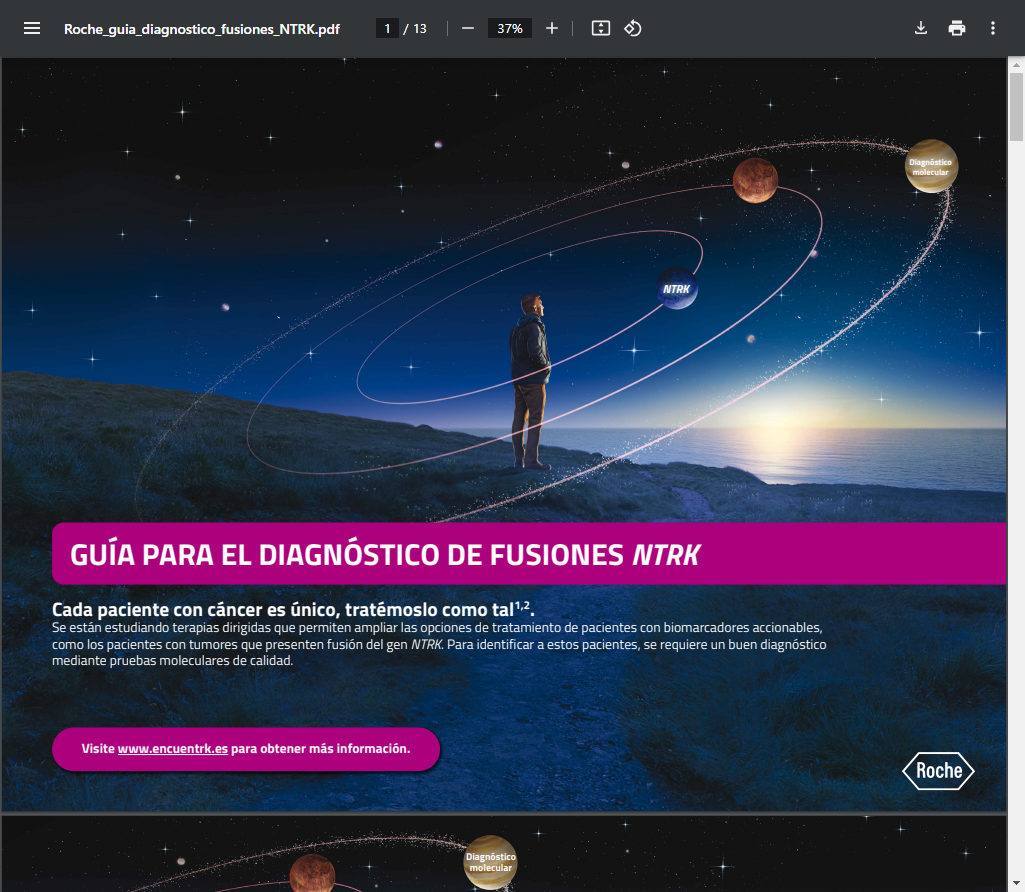 Roche_guia_diagnostico_fusiones_NTRK.pdf
1 / 13
37%
Diagnóstico
molecular
NTRK
GUÍA PARA EL DIAGNÓSTICO DE FUSIONES NTRK
Cada paciente con cáncer es único, tratémoslo como tal1,2.
Se están estudiando terapias dirigidas que permiten ampliar las opciones de tratamiento de pacientes con biomarcadores accionables,
como los pacientes con tumores que presenten fusión del gen NTRK. Para identificar a estos pacientes, se requiere un buen diagnóstico
mediante pruebas moleculares de calidad.
Visite www.encuentrk.es para obtener más información.
Roche
Diagnóstico
molecular